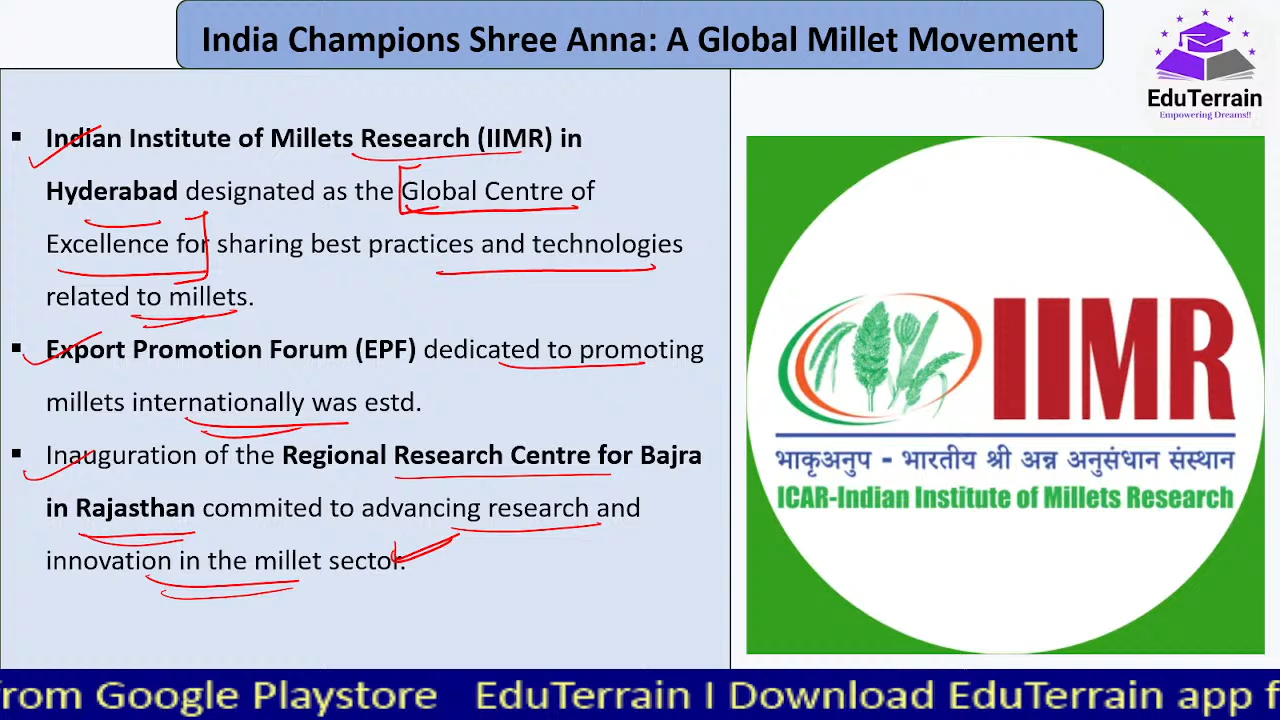 India Champions Shree Anna: A Global Millet Movement
EduTerrain
Empowering Dreams!!
▪ Indian Institute of Millets Research (IIMR) in
Hyderabad designated as the Global Centre of
Excellence for sharing best practices and technologies
related to millets.
▪ Export Promotion Forum (EPF) dedicated to promoting
millets internationally was estd.
▪ Inauguration of the Regional Research Centre for Bajra
in Rajasthan commited to advancing research and
innovation in the millet sector.
IIMR
भाकृअनुप - भारतीय श्री अन्न अनुसंधान संस्थान
ICAR-Indian Institute of Millets Research
from Google Playstore EduTerrain I Download EduTerrain app f